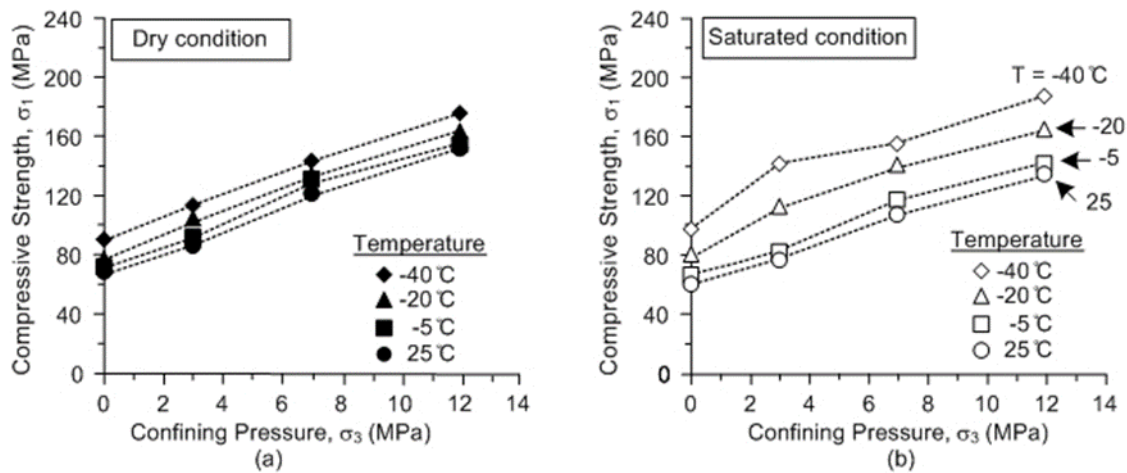 Compressive Strength, σ₁ (MPa)
240
200
160
120
80
40
0
Dry condition
Temperature
-40°C
-20°C
-5°C
25°C
0 2 4 6 8 10 12 14
Confining Pressure, σ₃ (MPa)
(a)
Compressive Strength, σ₁ (MPa)
240
200
160
120
80
40
0
Saturated condition
T = -40°C
-20
-5
25
Temperature
-40°C
-20°C
-5°C
25°C
0 2 4 6 8 10 12 14
Confining Pressure, σ₃ (MPa)
(b)